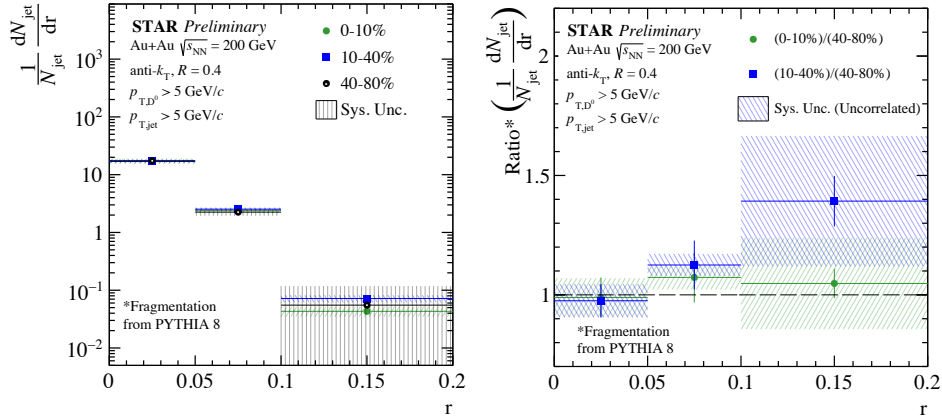 1/N_jet dN_jet/dr
STAR Preliminary
Au+Au √s_NN = 200 GeV
anti-k_T, R = 0.4
p_T,D⁰ > 5 GeV/c
p_T,jet > 5 GeV/c
0-10%
10-40%
40-80%
Sys. Unc.
10³
10²
10
1
10⁻¹
10⁻²
*Fragmentation
from PYTHIA 8
0 0.05 0.1 0.15 0.2
r
Ratio* (1/N_jet dN_jet/dr)
STAR Preliminary
Au+Au √s_NN = 200 GeV
anti-k_T, R = 0.4
p_T,D⁰ > 5 GeV/c
p_T,jet > 5 GeV/c
(0-10%)/(40-80%)
(10-40%)/(40-80%)
Sys. Unc. (Uncorrelated)
2
1.5
1
*Fragmentation
from PYTHIA 8
0 0.05 0.1 0.15 0.2
r